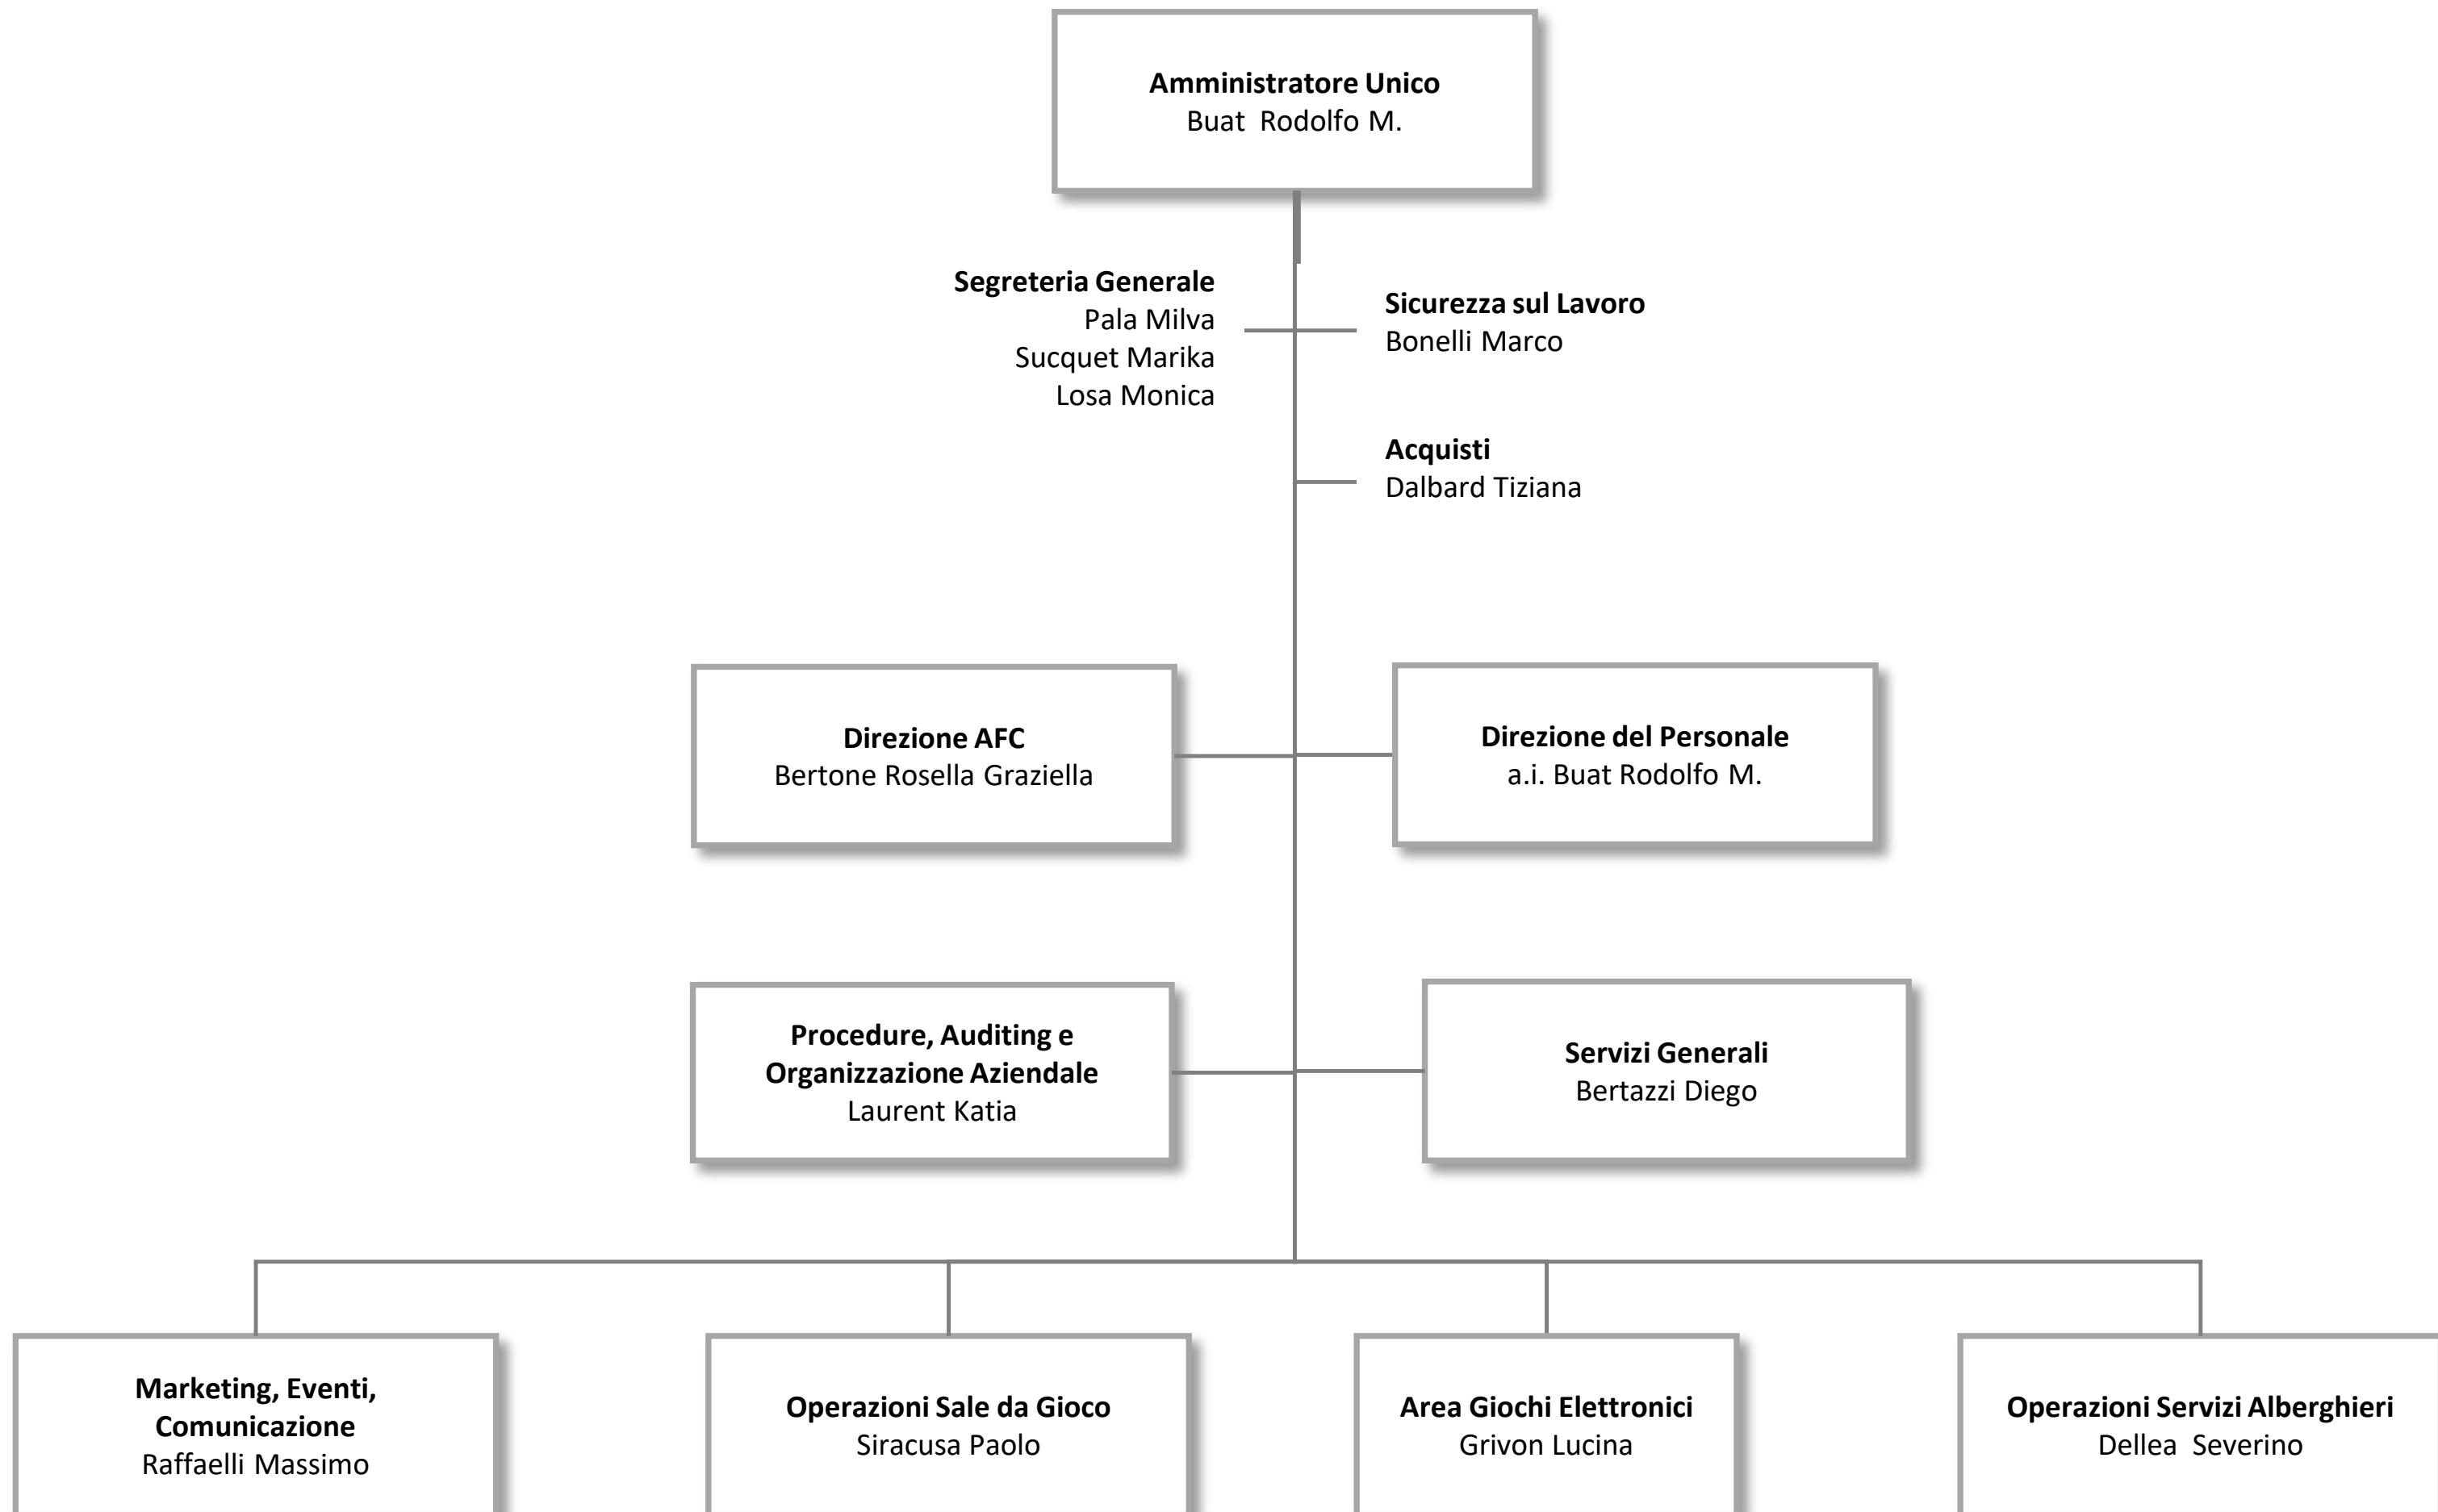 Amministratore Unico
Buat Rodolfo M.
Segreteria Generale
Pala Milva
Sucquet Marika
Losa Monica
Sicurezza sul Lavoro
Bonelli Marco
Acquisti
Dalbard Tiziana
Direzione AFC
Bertone Rosella Graziella
Direzione del Personale
a.i. Buat Rodolfo M.
Procedure, Auditing e
Organizzazione Aziendale
Laurent Katia
Servizi Generali
Bertazzi Diego
Marketing, Eventi,
Comunicazione
Raffaelli Massimo
Operazioni Sale da Gioco
Siracusa Paolo
Area Giochi Elettronici
Grivon Lucina
Operazioni Servizi Alberghieri
Dellea Severino